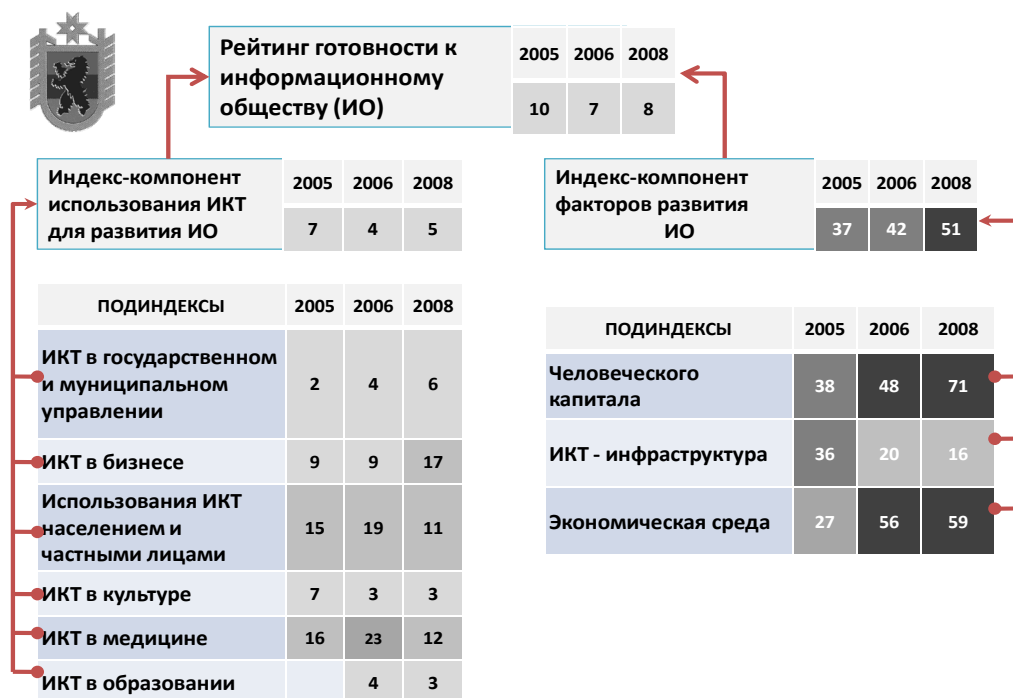 Рейтинг готовности к
информационному
обществу (ИО)
2005 2006 2008
10 7 8
Индекс-компонент
использования ИКТ
для развития ИО
2005 2006 2008
7 4 5
Индекс-компонент
факторов развития
ИО
2005 2006 2008
37 42 51
ПОДИНДЕКСЫ 2005 2006 2008
ИКТ в государственном
и муниципальном
управлении
2 4 6
ИКТ в бизнесе 9 9 17
Использования ИКТ
населением и
частными лицами
15 19 11
ИКТ в культуре 7 3 3
ИКТ в медицине 16 23 12
ИКТ в образовании 4 3
ПОДИНДЕКСЫ 2005 2006 2008
Человеческого
капитала
38 48 71
ИКТ - инфраструктура 36 20 16
Экономическая среда 27 56 59